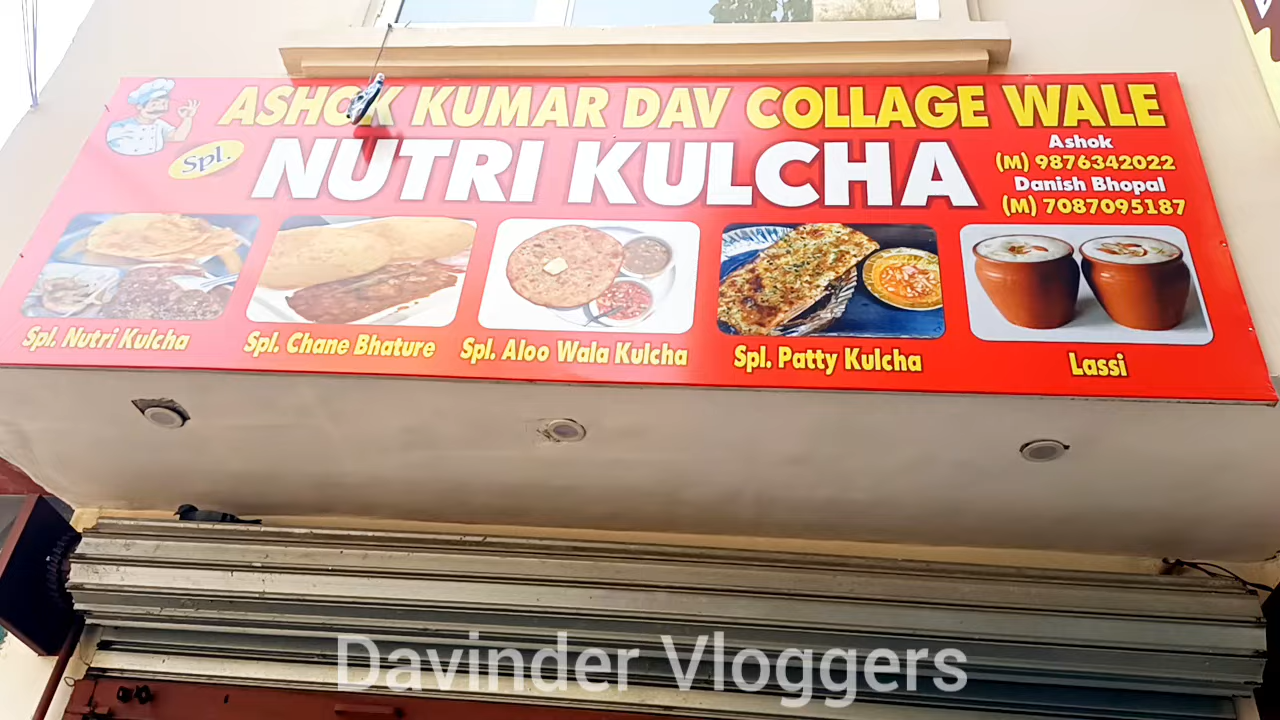 ASHOK KUMAR DAV COLLAGE WALE
Spl.
NUTRI KULCHA
Ashok
(M) 9876342022
Danish Bhopal
(M) 7087095187
Spl. Nutri Kulcha
Spl. Chane Bhature
Spl. Aloo Wala Kulcha
Spl. Patty Kulcha
Lassi
Davinder Vloggers